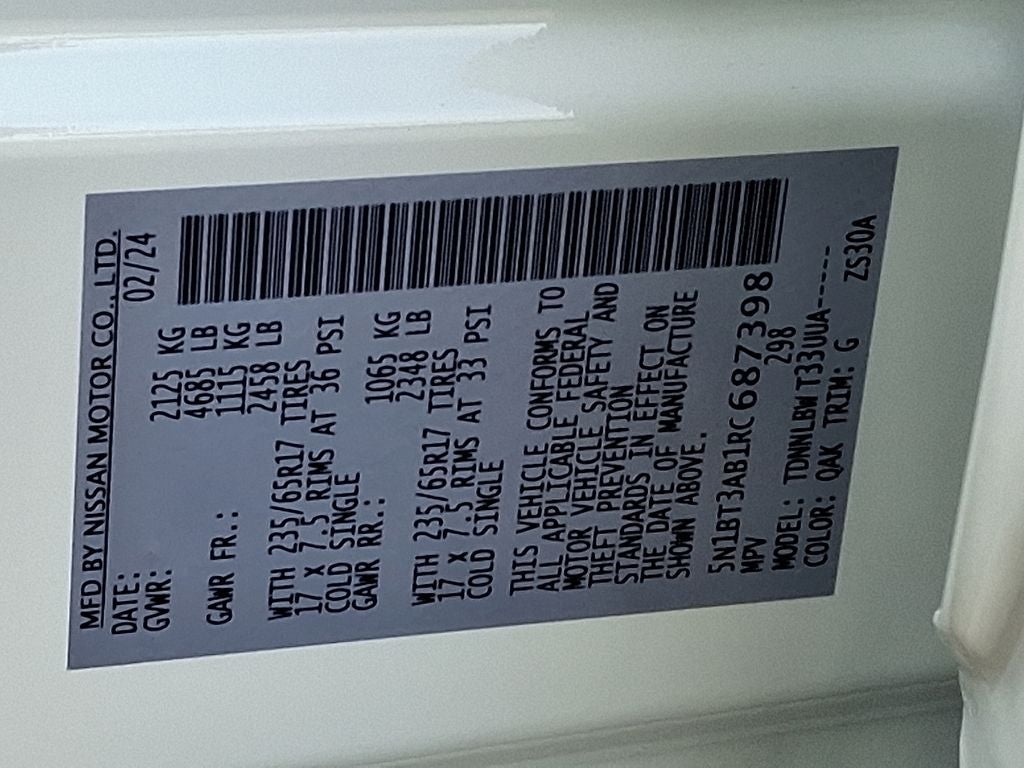 MFD BY NISSAN MOTOR CO., LTD.
DATE: 02/24
GVWR: 2125 KG
4685 LB
GAWR FR.: 1115 KG
2458 LB
WITH 235/65R17 TIRES
17 X 7.5 RIMS AT 36 PSI
COLD SINGLE
GAWR RR.: 1065 KG
2348 LB
WITH 235/65R17 TIRES
17 X 7.5 RIMS AT 33 PSI
COLD SINGLE
THIS VEHICLE CONFORMS TO
ALL APPLICABLE FEDERAL
MOTOR VEHICLE SAFETY AND
THEFT PREVENTION
STANDARDS IN EFFECT ON
THE DATE OF MANUFACTURE
SHOWN ABOVE.
5N1BT3AB1RC687398
MPV 298
MODEL: TDNNLBWT33UUA-----
COLOR: QAK TRIM: G ZS30A